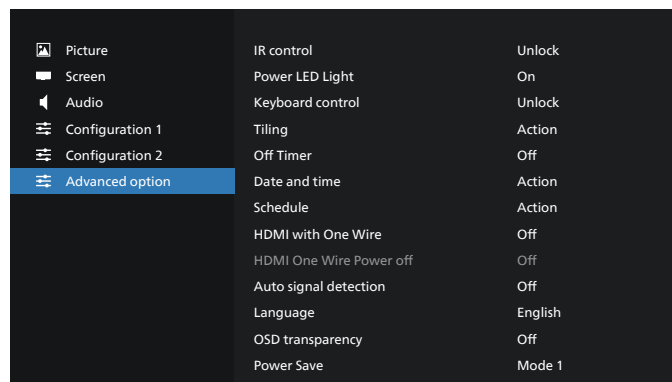 Picture
Screen
Audio
Configuration 1
Configuration 2
Advanced option
IR control Unlock
Power LED Light On
Keyboard control Unlock
Tiling Action
Off Timer Off
Date and time Action
Schedule Action
HDMI with One Wire Off
HDMI One Wire Power off Off
Auto signal detection Off
Language English
OSD transparency Off
Power Save Mode 1